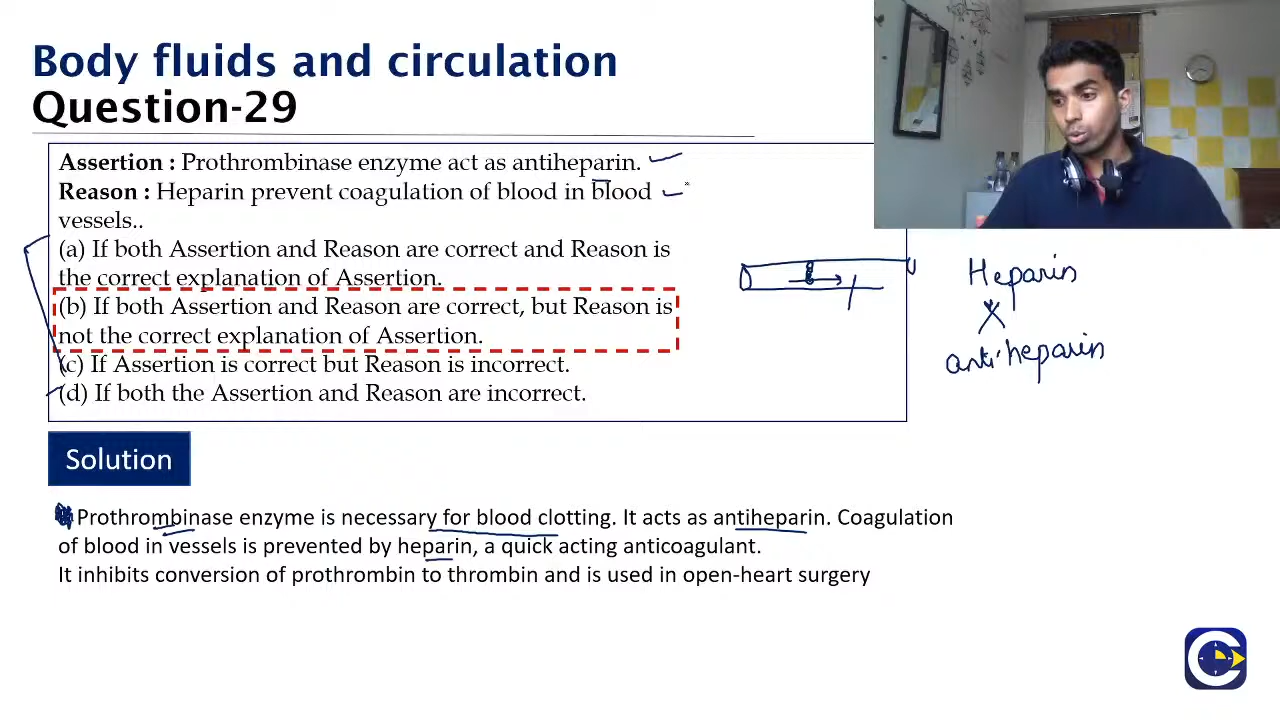 Body fluids and circulation
Question-29
Assertion : Prothrombinase enzyme act as antiheparin.
Reason : Heparin prevent coagulation of blood in blood
vessels..
(a) If both Assertion and Reason are correct and Reason is
the correct explanation of Assertion.
(b) If both Assertion and Reason are correct, but Reason is
not the correct explanation of Assertion.
(c) If Assertion is correct but Reason is incorrect.
(d) If both the Assertion and Reason are incorrect.
Heparin
anti-heparin
Solution
Prothrombinase enzyme is necessary for blood clotting. It acts as antiheparin. Coagulation
of blood in vessels is prevented by heparin, a quick acting anticoagulant.
It inhibits conversion of prothrombin to thrombin and is used in open-heart surgery